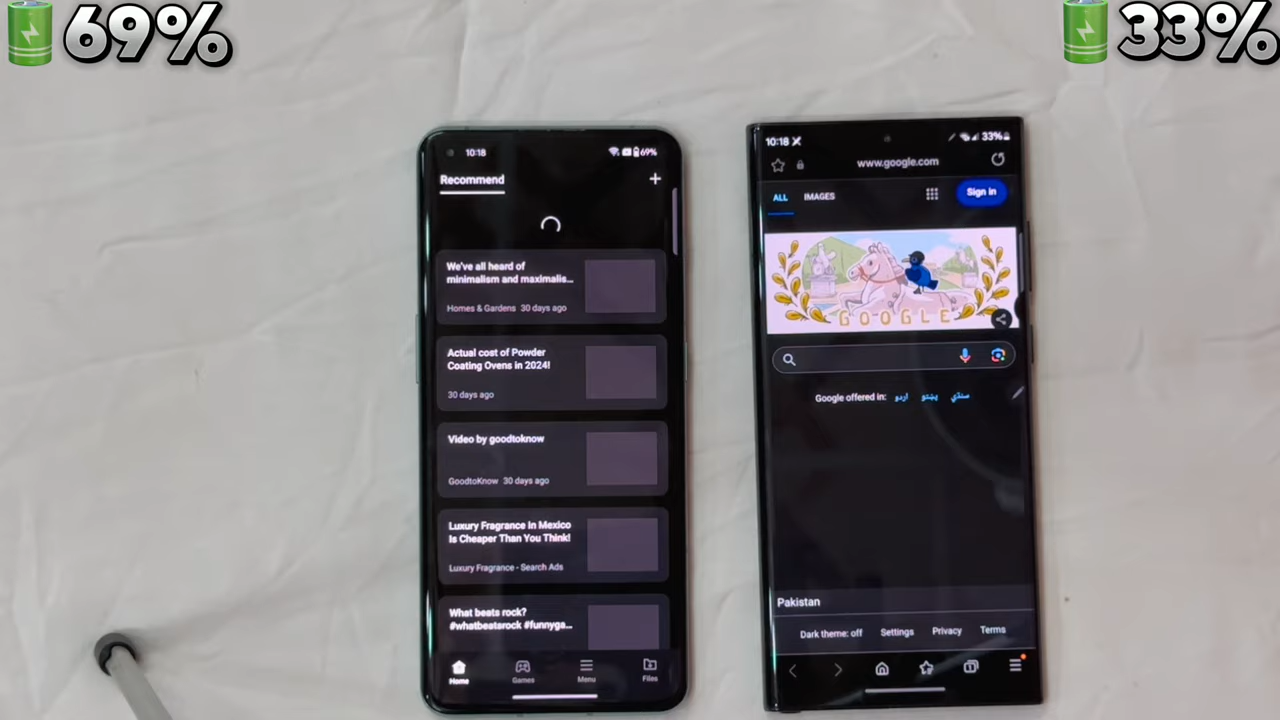 69%
33%
10:18
69%
Recommend
+
We've all heard of
minimalism and maximalis...
Homes & Gardens 30 days ago
Actual cost of Powder
Coating Ovens in 2024!
30 days ago
Video by goodtoknow
GoodtoKnow 30 days ago
Luxury Fragrance In Mexico
Is Cheaper Than You Think!
Luxury Fragrance - Search Ads
What beats rock?
#whatbeatsrock #funnyga...
Home Games Menu Files
10:18
33%
www.google.com
ALL IMAGES
Sign in
GOOGLE
Google offered in: اردو پښتو سنڌي
Pakistan
Dark theme: off Settings Privacy Terms
1